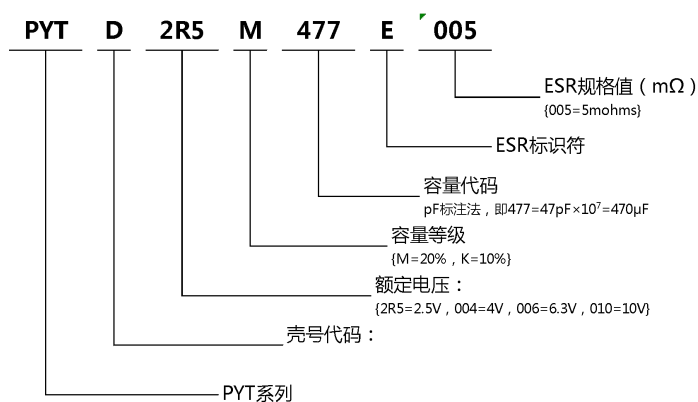 PYT D 2R5 M 477 E 005
ESR规格值（mΩ）
{005=5mohms}
ESR标识符
容量代码
pF标注法，即477=47pF×10⁷=470μF
容量等级
{M=20%，K=10%}
额定电压：
{2R5=2.5V，004=4V，006=6.3V，010=10V}
壳号代码：
PYT系列